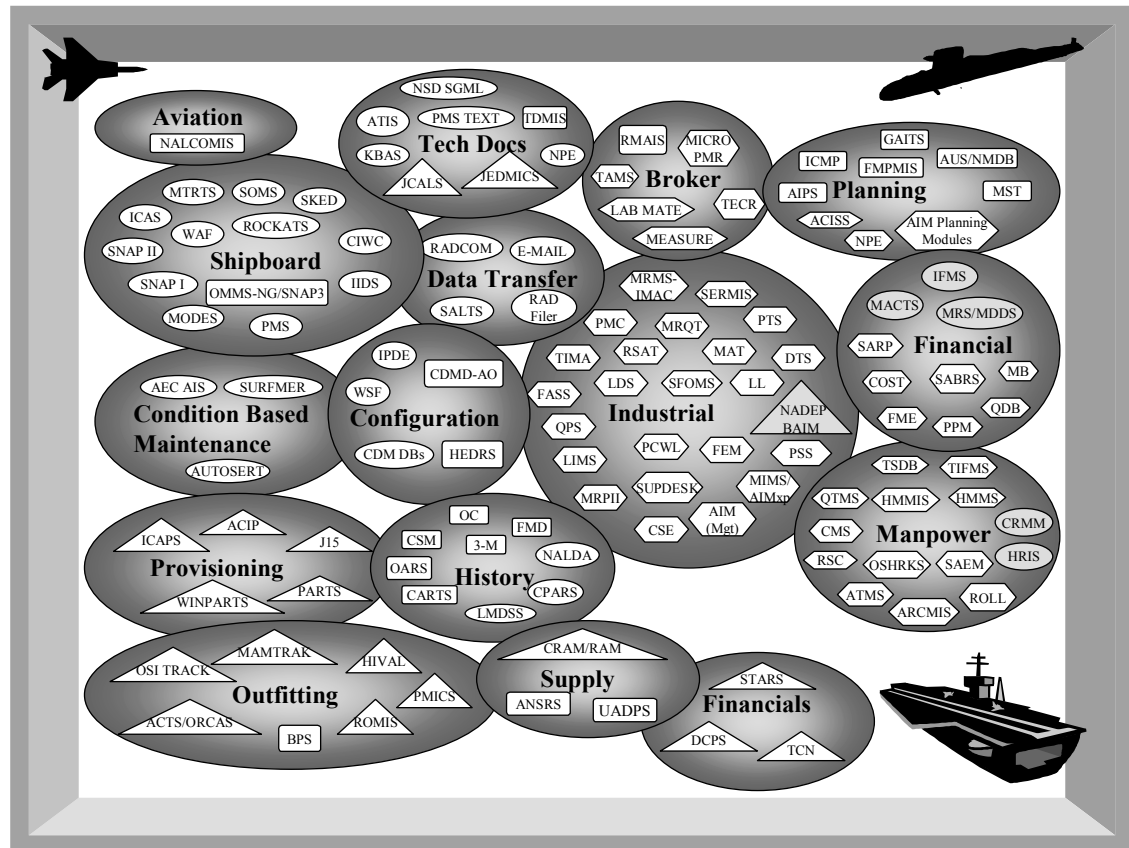 Aviation
NALCOMIS
NSD SGML
ATIS
PMS TEXT
TDMIS
Tech Docs
KBAS
NPE
JCALS
JEDMICS
RMAIS
MICRO
PMR
TAMS
Broker
LAB MATE
TECR
MEASURE
GAITS
ICMP
FMPMIS
AUS/NMDB
AIPS
Planning
MST
ACISS
NPE
AIM Planning
Modules
MTRTS
SOMS
SKED
ICAS
WAF
ROCKATS
CIWC
SNAP II
Shipboard
SNAP I
OMMS-NG/SNAP3
IIDS
MODES
PMS
RADCOM
E-MAIL
Data Transfer
SALTS
RAD
Filer
MRMS-
IMAC
SERMIS
PMC
MRQT
PTS
TIMA
RSAT
MAT
DTS
FASS
LDS
SFOMS
LL
Industrial
NADEP
BAIM
QPS
PCWL
FEM
PSS
LIMS
MRPII
SUPDESK
MIMS/
AIMxp
CSE
AIM
(Mgt)
IFMS
MACTS
MRS/MDDS
SARP
Financial
COST
SABRS
MB
FME
PPM
QDB
AEC AIS
SURFMER
Condition Based
Maintenance
AUTOSERT
IPDE
WSF
CDMD-AO
Configuration
CDM DBs
HEDRS
TSDB
TIFMS
QTMS
HMMIS
HMMS
CMS
Manpower
CRMM
RSC
OSHRKS
SAEM
HRIS
ATMS
ARCMIS
ROLL
ICAPS
ACIP
J15
Provisioning
WINPARTS
PARTS
OC
FMD
CSM
3-M
NALDA
OARS
History
CARTS
CPARS
LMDSS
OSI TRACK
MAMTRAK
HIVAL
Outfitting
PMICS
ACTS/ORCAS
BPS
ROMIS
CRAM/RAM
Supply
ANSRS
UADPS
STARS
Financials
DCPS
TCN